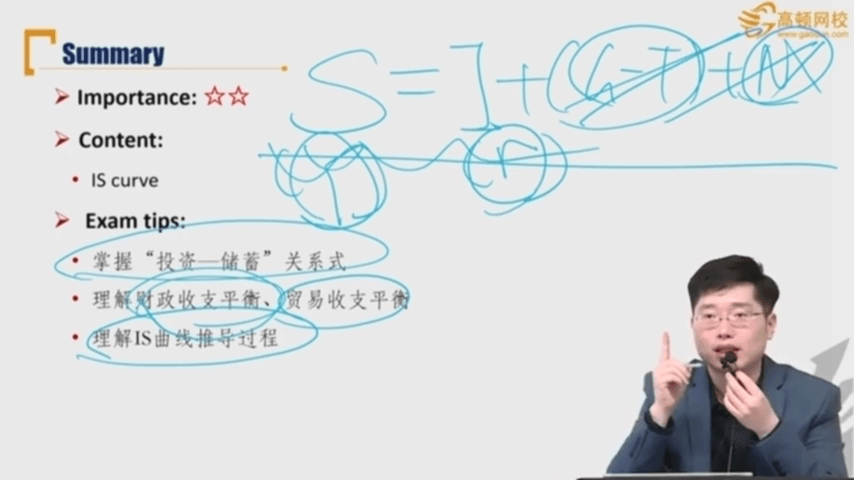 高顿网校
www.gaodun.com
Summary
S = I + (G-T) + NX
Importance: ☆☆
Y r
Content:
IS curve
Exam tips:
掌握“投资—储蓄”关系式
理解财政收支平衡、贸易收支平衡
理解IS曲线推导过程